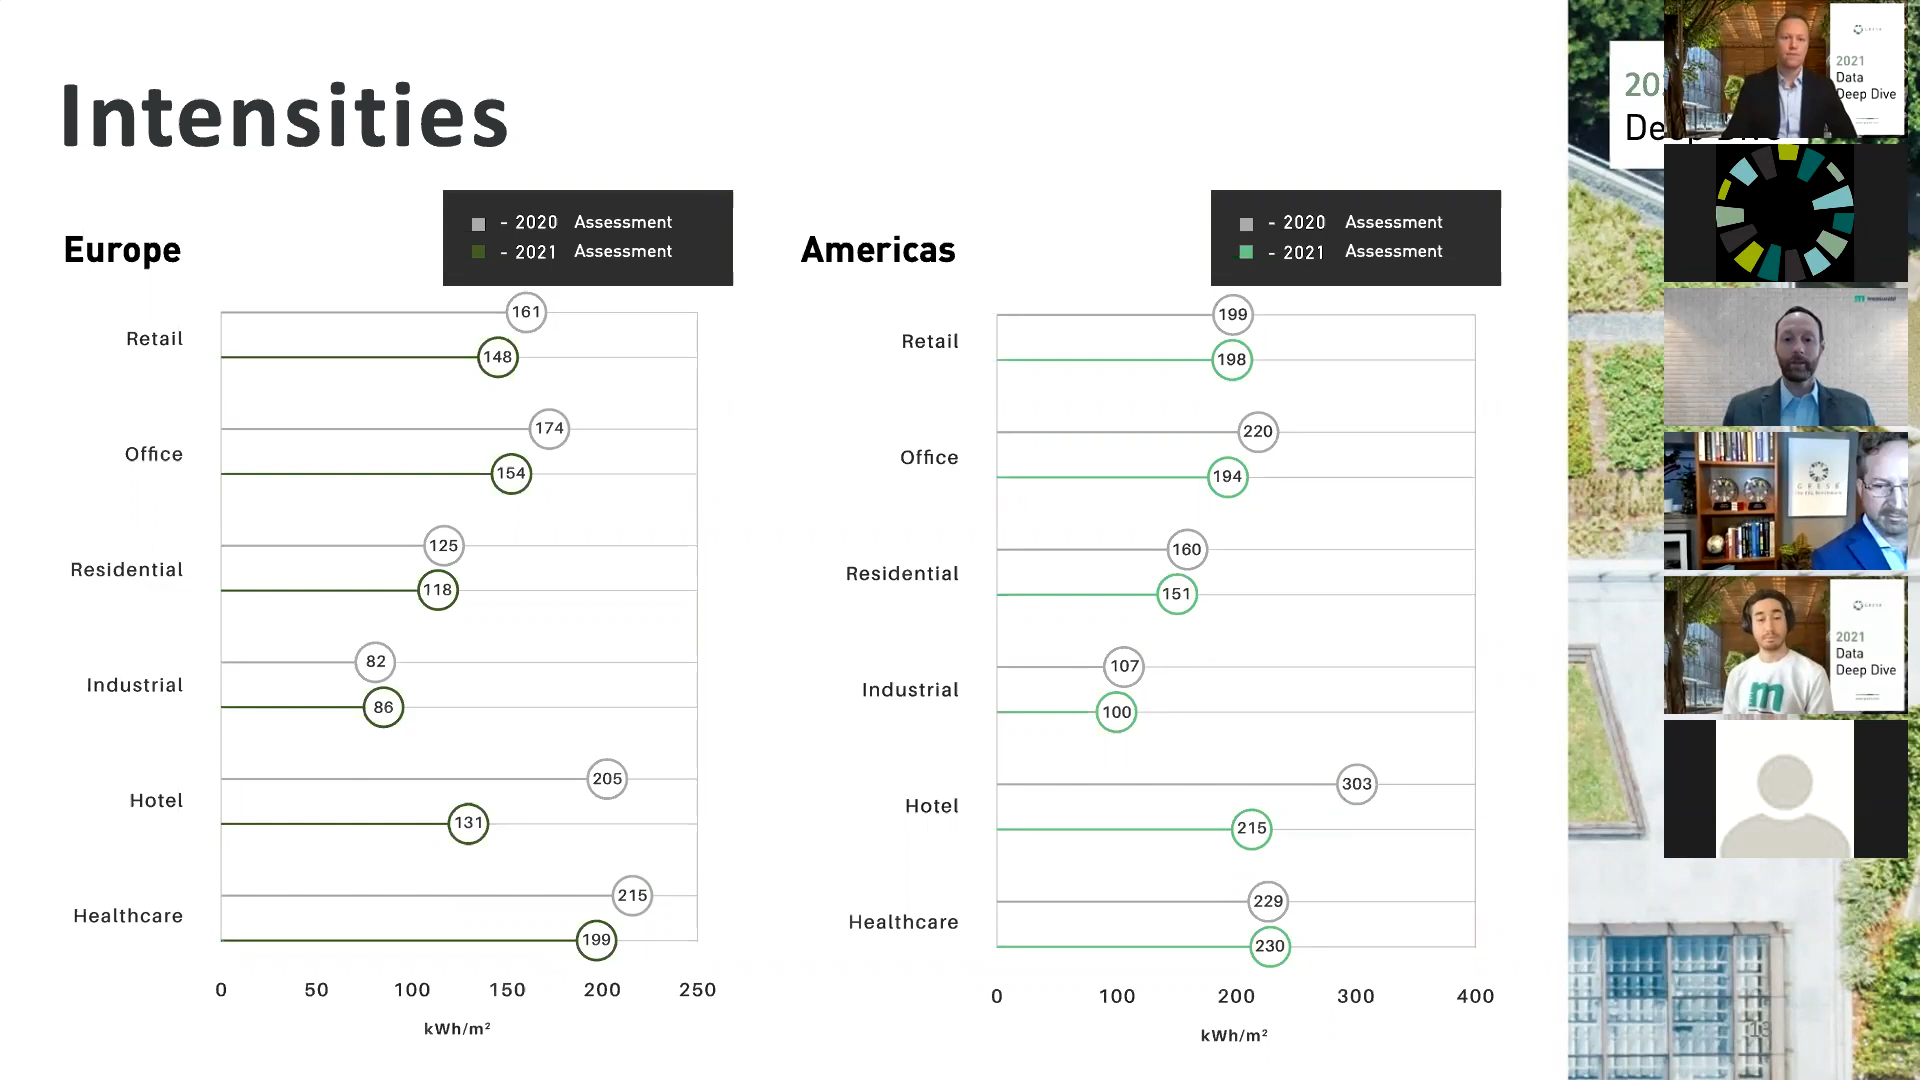 Intensities
Europe
- 2020 Assessment
- 2021 Assessment
Retail
161
148
Office
174
154
Residential
125
118
Industrial
82
86
Hotel
205
131
Healthcare
215
199
0 50 100 150 200 250
kWh/m²
Americas
- 2020 Assessment
- 2021 Assessment
Retail
199
198
Office
220
194
Residential
160
151
Industrial
107
100
Hotel
303
215
Healthcare
229
230
0 100 200 300 400
kWh/m²
GRESB
2021
Data
Deep Dive
GRESB
GRESB
2021
Data
Deep Dive
m